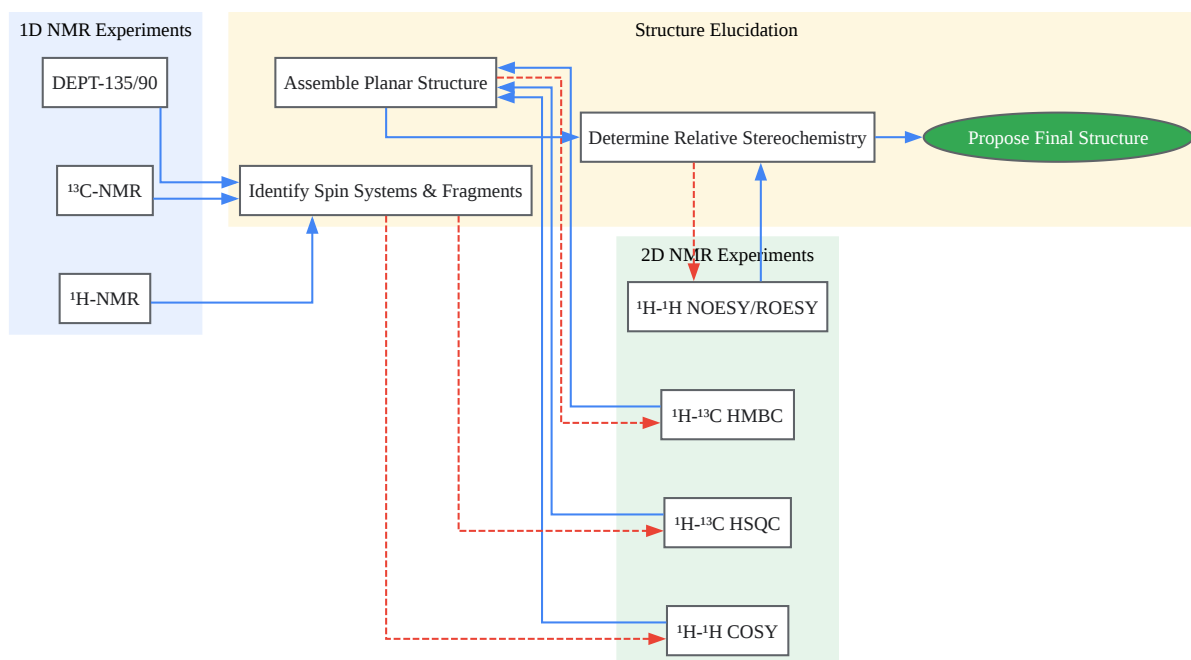 1D NMR Experiments
DEPT-135/90
¹³C-NMR
¹H-NMR
Structure Elucidation
Assemble Planar Structure
Determine Relative Stereochemistry
Propose Final Structure
Identify Spin Systems & Fragments
2D NMR Experiments
¹H-¹H NOESY/ROESY
¹H-¹³C HMBC
¹H-¹³C HSQC
¹H-¹H COSY